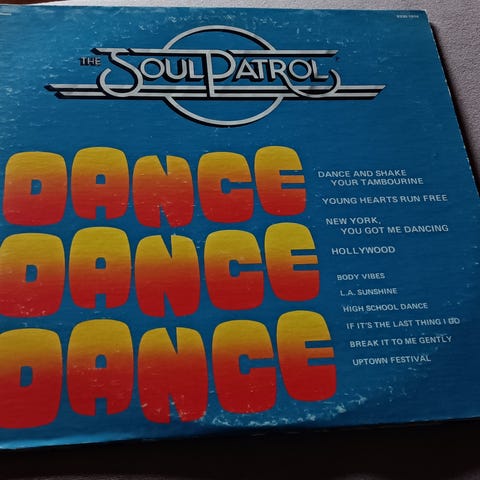 THE SOUL PATROL
DANCE
DANCE
DANCE
DANCE AND SHAKE
YOUR TAMBOURINE
YOUNG HEARTS RUN FREE
NEW YORK,
YOU GOT ME DANCING
HOLLYWOOD
BODY VIBES
L.A. SUNSHINE
HIGH SCHOOL DANCE
IF IT'S THE LAST THING I DO
BREAK IT TO ME GENTLY
UPTOWN FESTIVAL